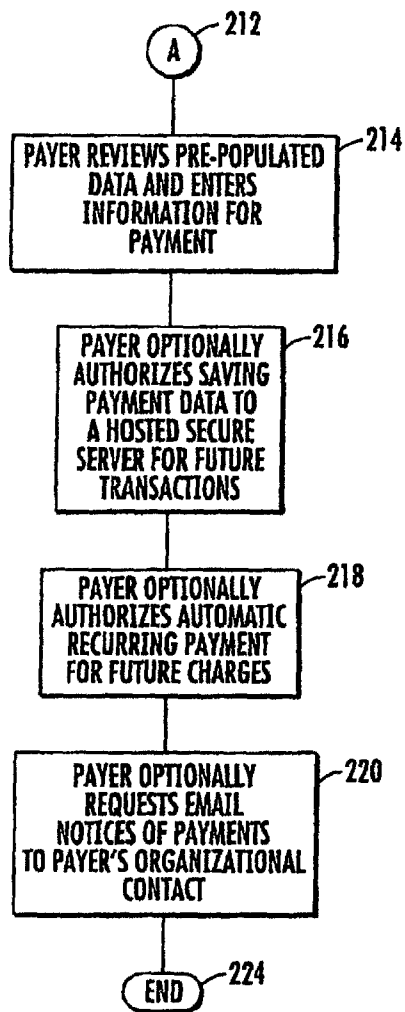 212
A
214
PAYER REVIEWS PRE-POPULATED
DATA AND ENTERS
INFORMATION FOR
PAYMENT
216
PAYER OPTIONALLY
AUTHORIZES SAVING
PAYMENT DATA TO
A HOSTED SECURE
SERVER FOR FUTURE
TRANSACTIONS
218
PAYER OPTIONALLY
AUTHORIZES AUTOMATIC
RECURRING PAYMENT
FOR FUTURE CHARGES
220
PAYER OPTIONALLY
REQUESTS EMAIL
NOTICES OF PAYMENTS
TO PAYER'S ORGANIZATIONAL
CONTACT
224
END